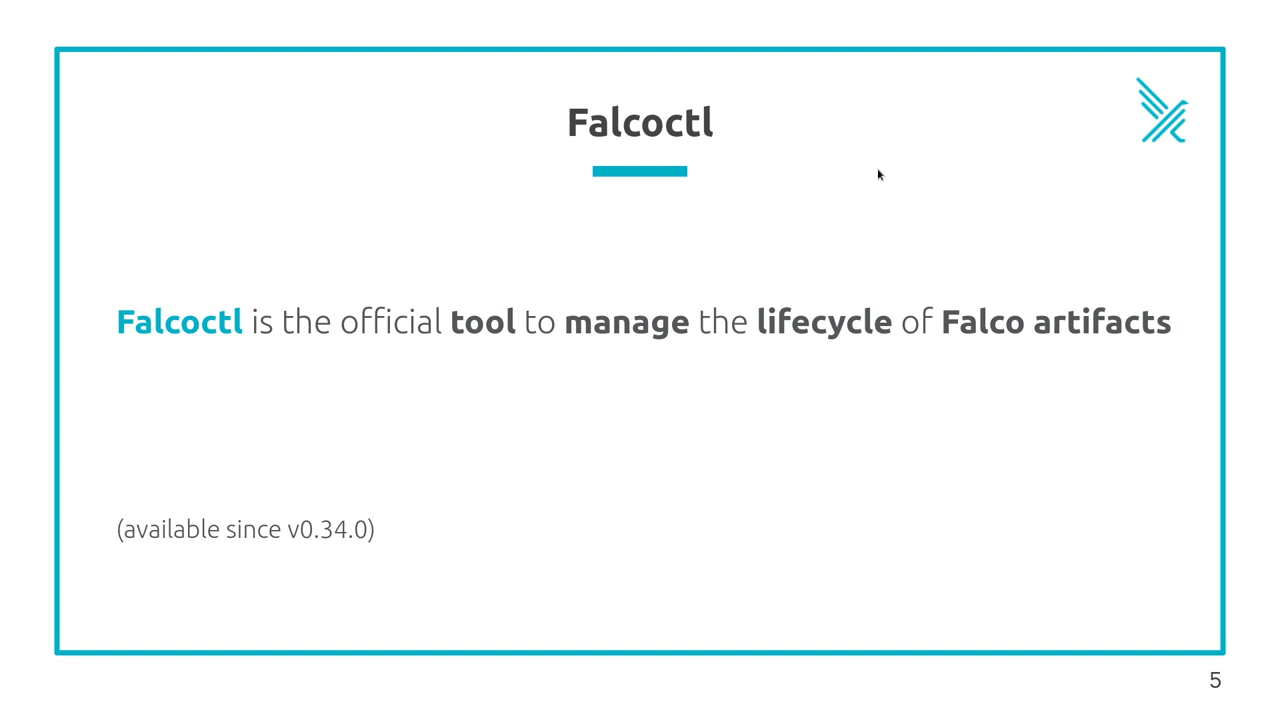 Falcoctl
Falcoctl is the official tool to manage the lifecycle of Falco artifacts
(available since v0.34.0)
5